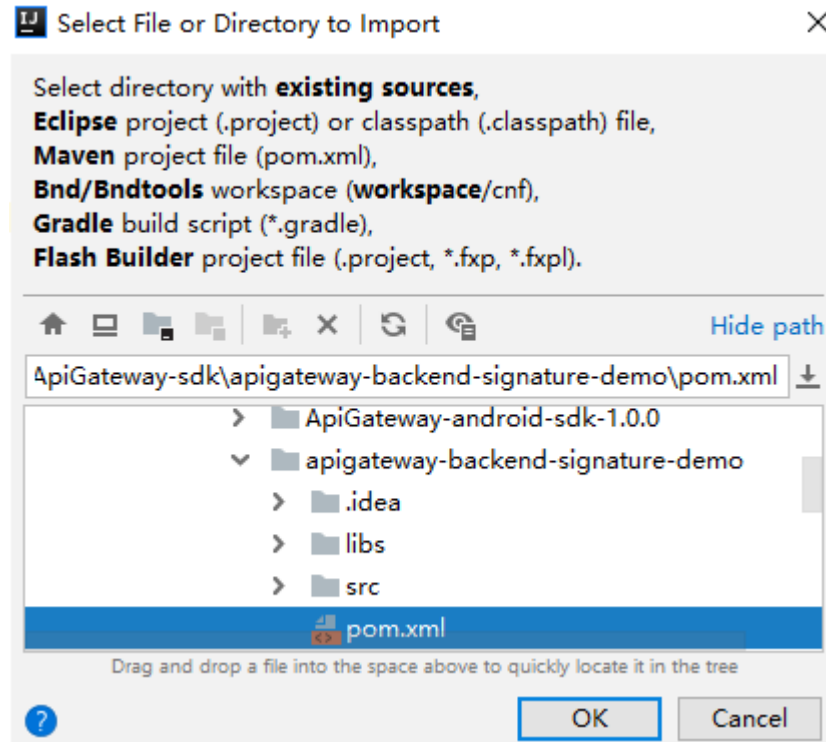 Select File or Directory to Import
Select directory with existing sources,
Eclipse project (.project) or classpath (.classpath) file,
Maven project file (pom.xml),
Bnd/Bndtools workspace (workspace/cnf),
Gradle build script (*.gradle),
Flash Builder project file (.project, *.fxp, *.fxpl).
Hide path
ApiGateway-sdk\apigateway-backend-signature-demo\pom.xml
ApiGateway-android-sdk-1.0.0
apigateway-backend-signature-demo
.idea
libs
src
pom.xml
Drag and drop a file into the space above to quickly locate it in the tree
OK Cancel